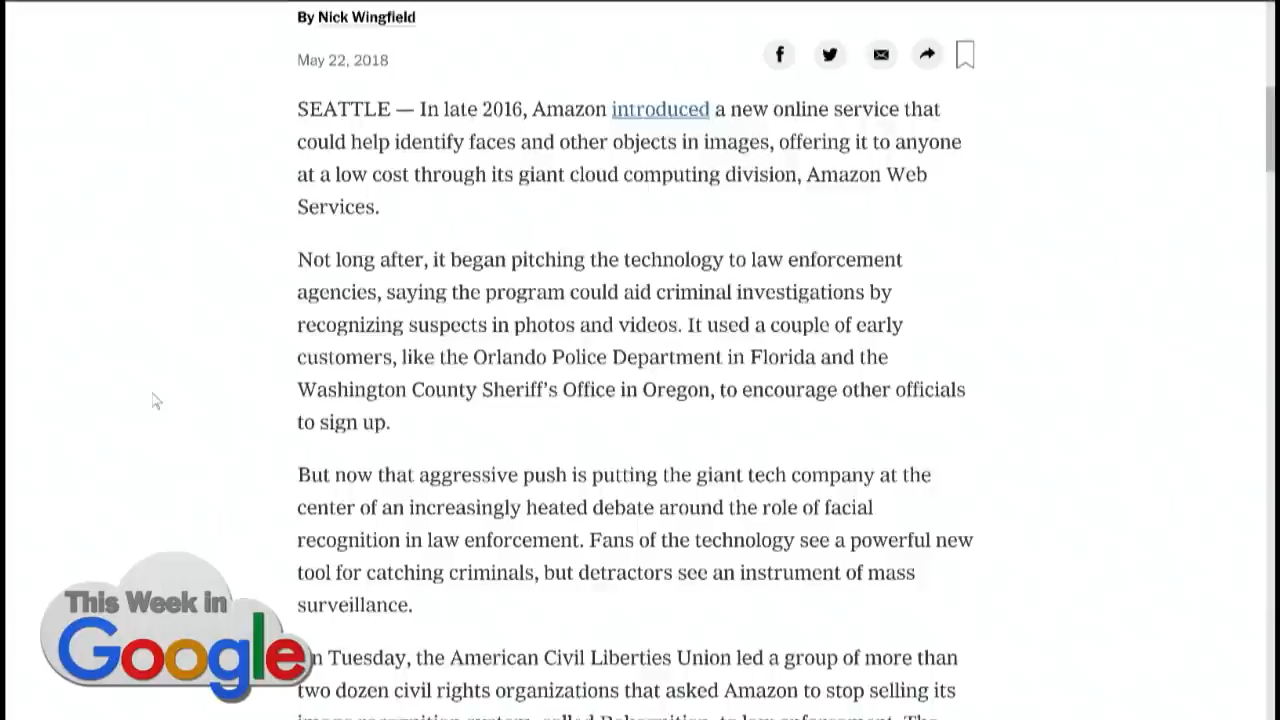 By Nick Wingfield
May 22, 2018
SEATTLE — In late 2016, Amazon introduced a new online service that
could help identify faces and other objects in images, offering it to anyone
at a low cost through its giant cloud computing division, Amazon Web
Services.
Not long after, it began pitching the technology to law enforcement
agencies, saying the program could aid criminal investigations by
recognizing suspects in photos and videos. It used a couple of early
customers, like the Orlando Police Department in Florida and the
Washington County Sheriff's Office in Oregon, to encourage other officials
to sign up.
But now that aggressive push is putting the giant tech company at the
center of an increasingly heated debate around the role of facial
recognition in law enforcement. Fans of the technology see a powerful new
tool for catching criminals, but detractors see an instrument of mass
surveillance.
This Week in
Google
n Tuesday, the American Civil Liberties Union led a group of more than
two dozen civil rights organizations that asked Amazon to stop selling its